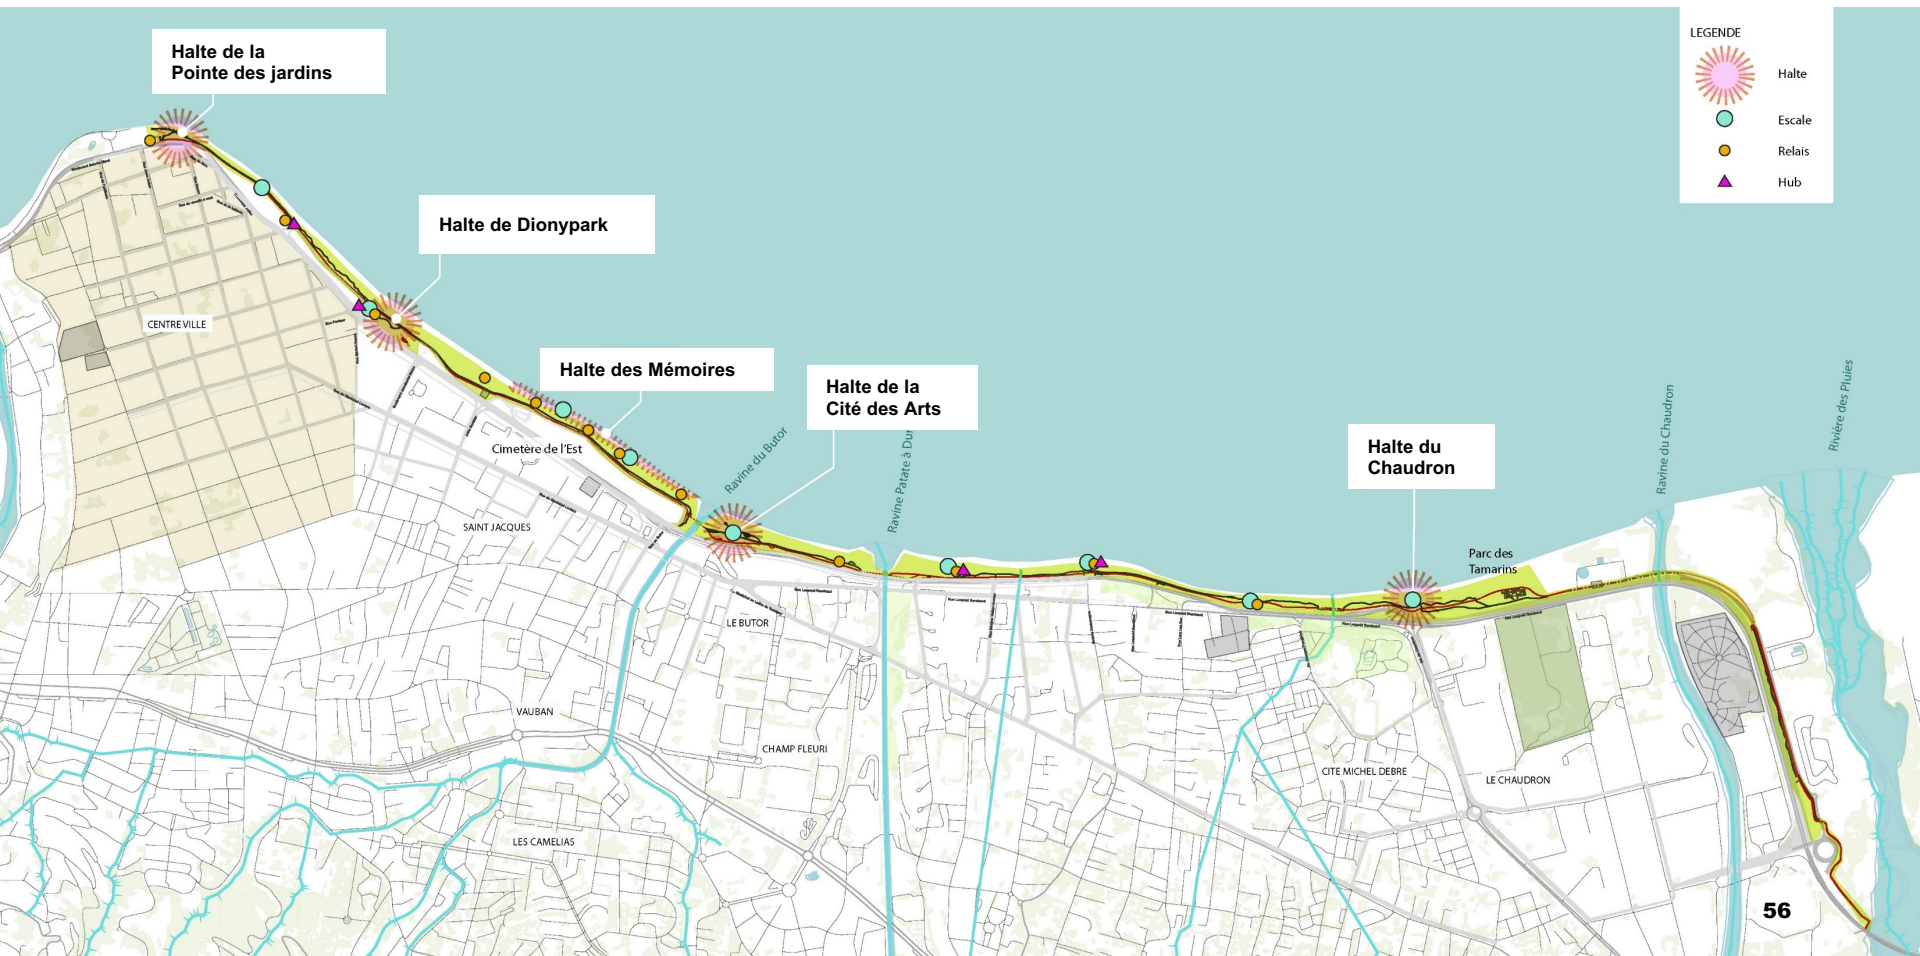 Halte de la
Pointe des jardins
Halte de Dionypark
Halte des Mémoires
Halte de la
Cité des Arts
Halte du
Chaudron
LEGENDE
Halte
Escale
Relais
Hub
CENTRE VILLE
Cimetère de l'Est
SAINT JACQUES
Ravine du Butor
Ravine Patate à Dur
Ravine du Chaudron
Rivière des Pluies
Parc des
Tamarins
LE BUTOR
VAUBAN
CHAMP FLEURI
CITE MICHEL DEBRE
LE CHAUDRON
LES CAMELIAS
56